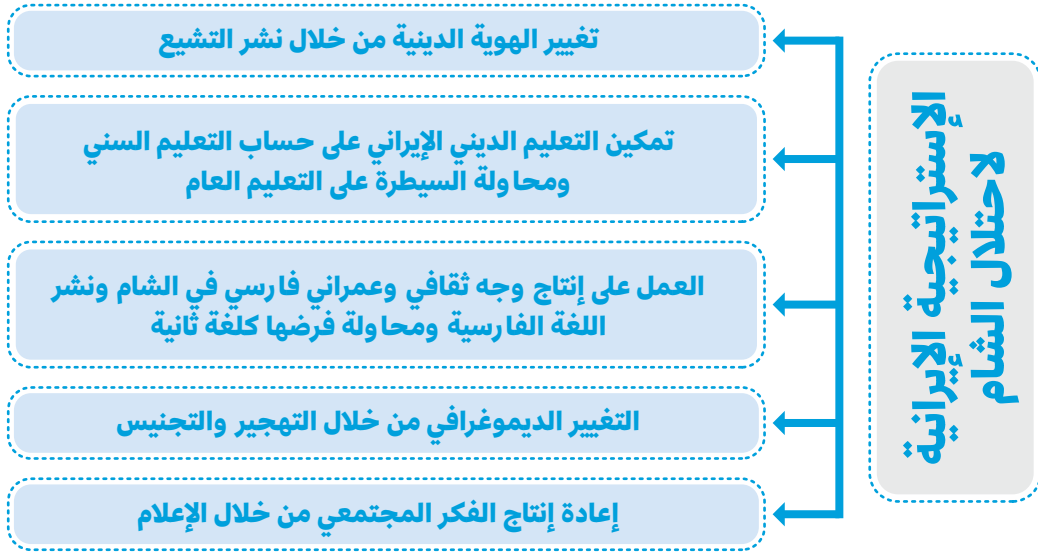 الإستراتيجية الإيرانية
لاحتلال الشام
تغيير الهوية الدينية من خلال نشر التشيع
تمكين التعليم الديني الإيراني على حساب التعليم السني
ومحاولة السيطرة على التعليم العام
العمل على إنتاج وجه ثقافي وعمراني فارسي في الشام ونشر
اللغة الفارسية ومحاولة فرضها كلغة ثانية
التغيير الديموغرافي من خلال التهجير والتجنيس
إعادة إنتاج الفكر المجتمعي من خلال الإعلام